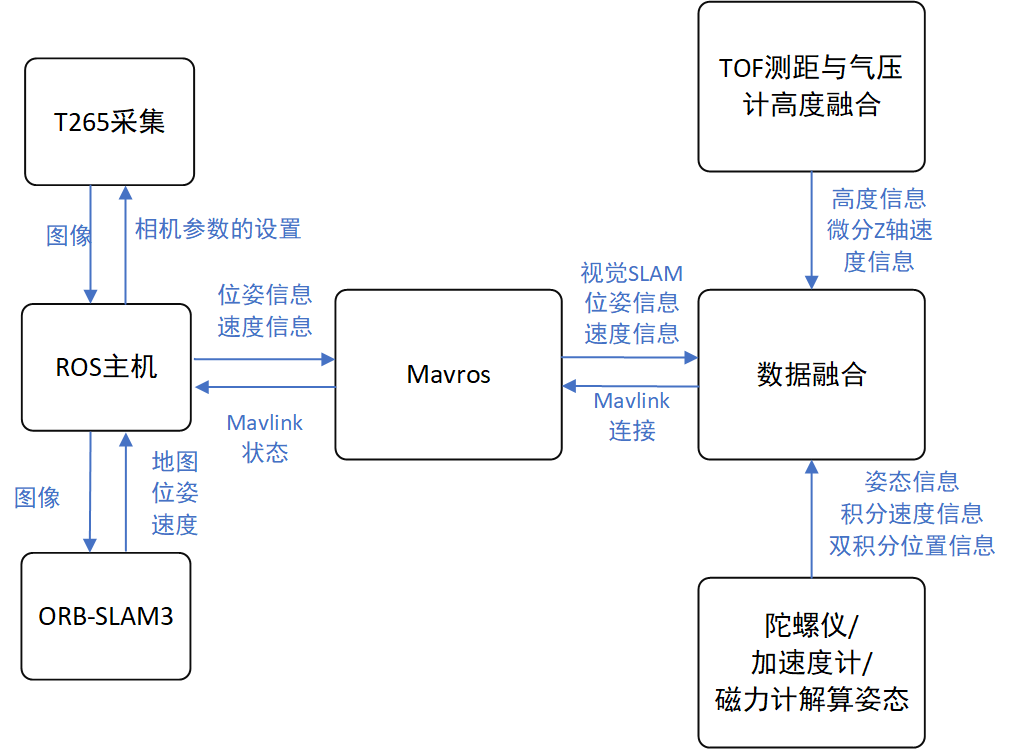 T265采集
图像
相机参数的设置
ROS主机
图像
地图
位姿
速度
ORB-SLAM3
位姿信息
速度信息
Mavlink
状态
Mavros
视觉SLAM
位姿信息
速度信息
Mavlink
连接
TOF测距与气压
计高度融合
高度信息
微分Z轴速
度信息
数据融合
姿态信息
积分速度信息
双积分位置信息
陀螺仪/
加速度计/
磁力计解算姿态